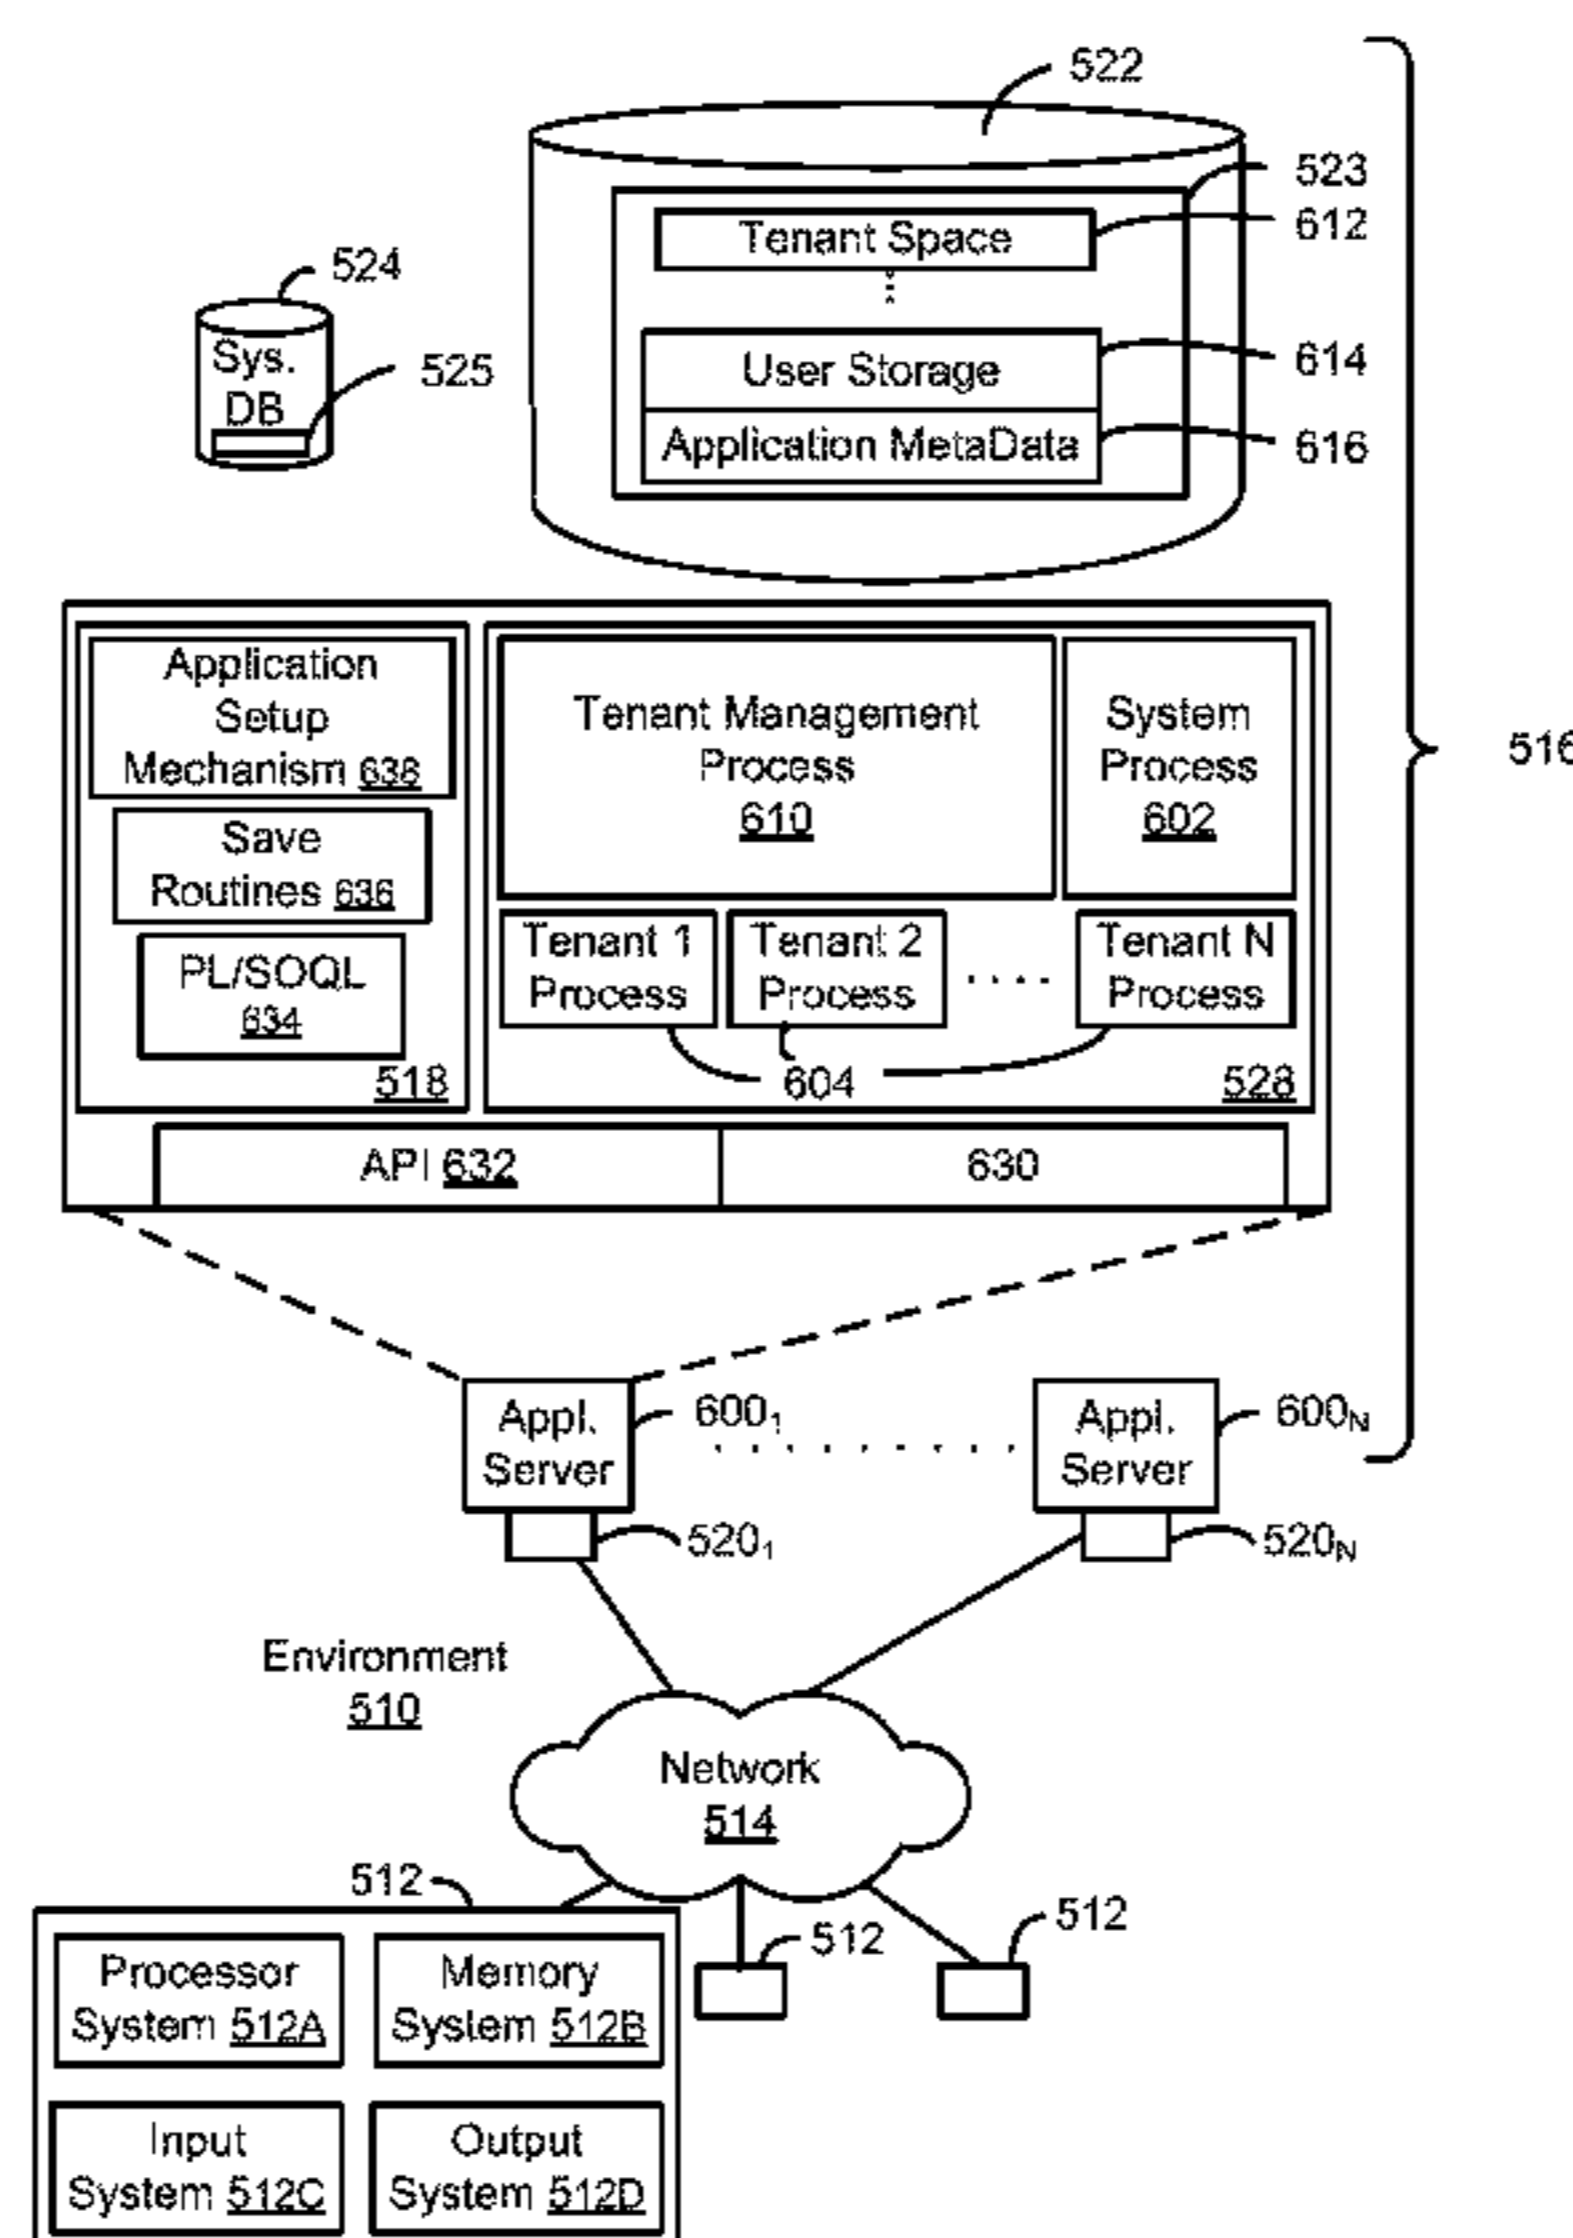 522
523
Tenant Space
612
524
Sys.
DB
525
User Storage
614
Application MetaData
616
Application
Setup
Mechanism 638
Tenant Management
Process
610
System
Process
602
516
Save
Routines 636
PL/SOQL
634
518
Tenant 1
Process
Tenant 2
Process
....
Tenant N
Process
604
528
API 632
630
Appl.
Server
600₁
Appl.
Server
600N
520₁
520N
Environment
510
Network
514
512
512
512
Processor
System 512A
Memory
System 512B
Input
System 512C
Output
System 512D